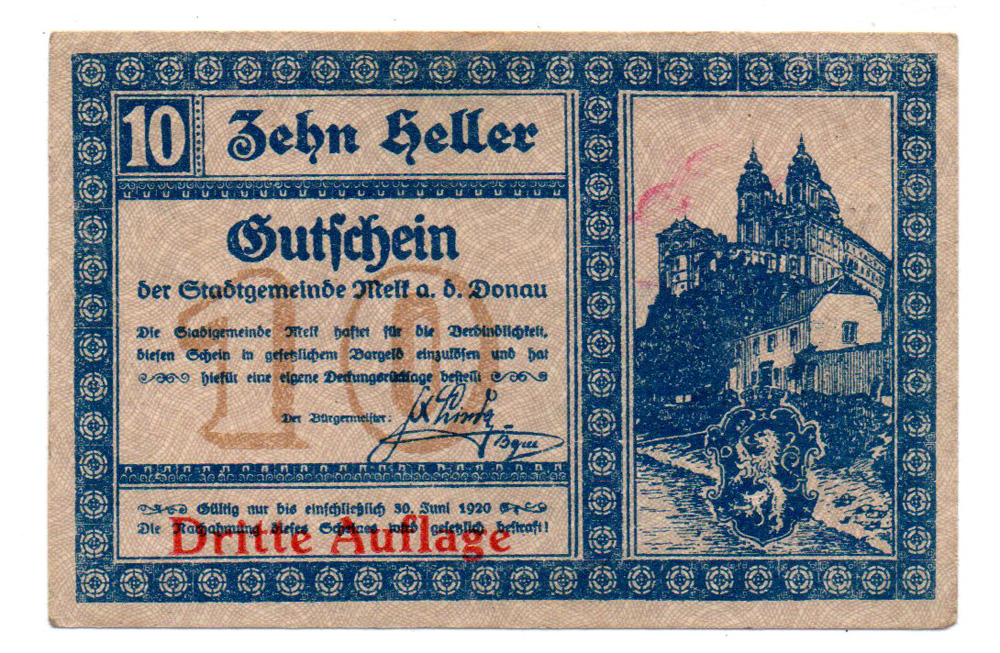 10 Zehn Heller
Gutschein
der Stadtgemeinde Melk a. d. Donau
10
Die Stadtgemeinde Melk haftet für die Verbindlichkeit,
diesen Schein in gesetzlichem Bargeld einzulösen und hat
hiefür eine eigene Deckungsrücklage bestellt
Der Bürgermeister:
Gültig nur bis einschließlich 30. Juni 1920
Die Nachahmung dieses Scheines wird gesetzlich bestraft!
Dritte Auflage